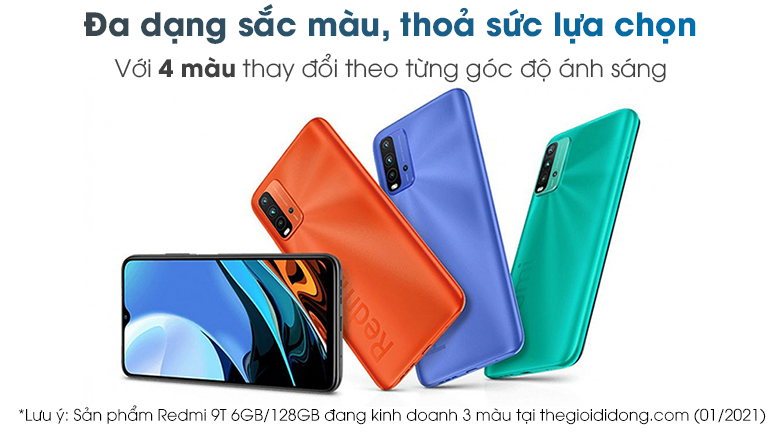 Đa dạng sắc màu, thoả sức lựa chọn
Với 4 màu thay đổi theo từng góc độ ánh sáng
Redmi
*Lưu ý: Sản phẩm Redmi 9T 6GB/128GB đang kinh doanh 3 màu tại thegioididong.com (01/2021)